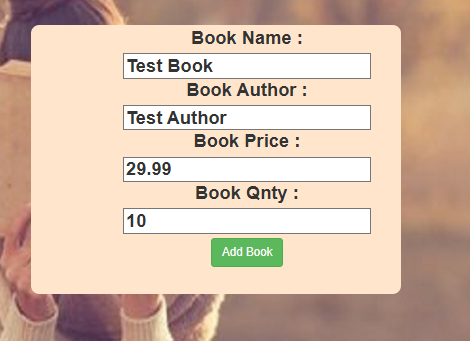 Book Name :
Test Book
Book Author :
Test Author
Book Price :
29.99
Book Qnty :
10
Add Book